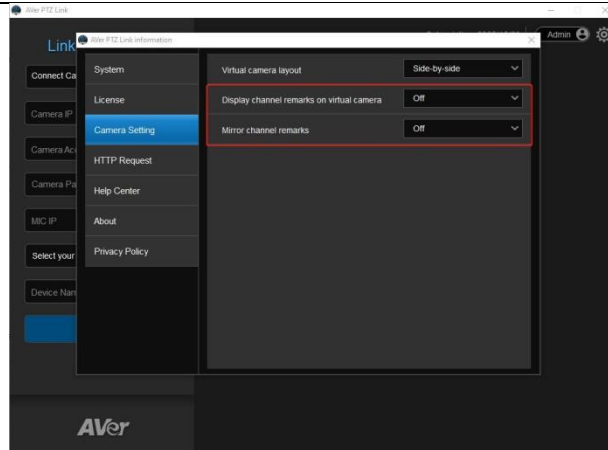 AVer PTZ Link
Admin
Link
AVer PTZ Link information
System
Virtual camera layout
Side-by-side
Connect Ca
License
Display channel remarks on virtual camera
Off
Camera IP
Camera Setting
Mirror channel remarks
Off
Camera Acc
HTTP Request
Camera Pa
Help Center
MIC IP
About
Select your
Privacy Policy
Device Nam
AVer